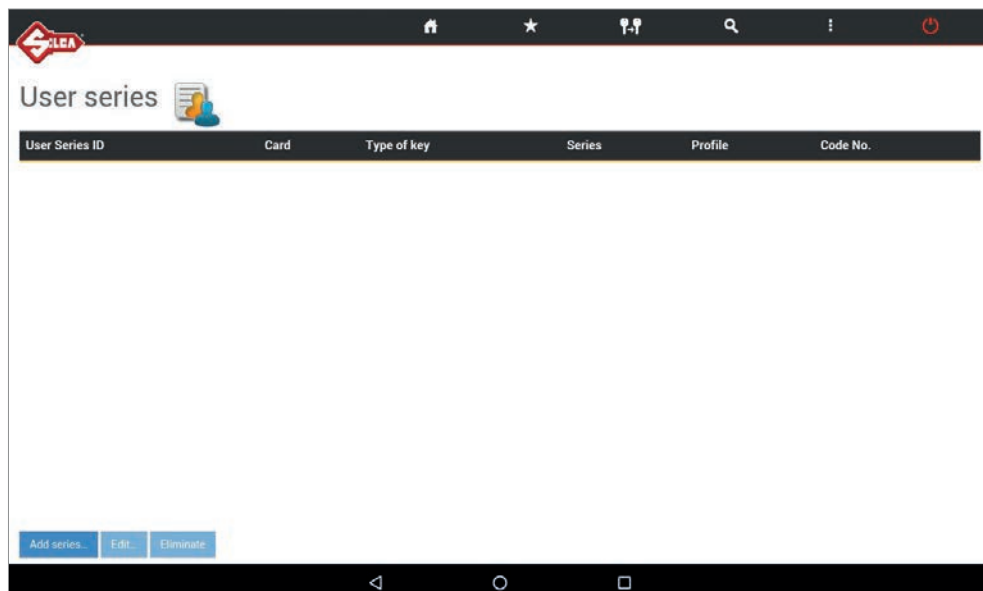 SILCA
User series
User Series ID Card Type of key Series Profile Code No.
Add series... Edit... Eliminate